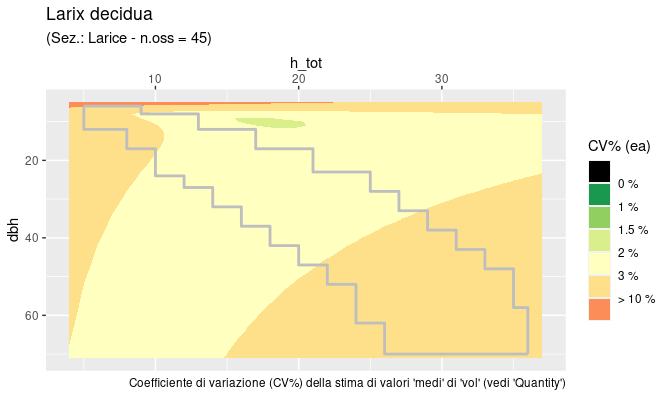 Larix decidua
(Sez.: Larice - n.oss = 45)
h_tot
10 20 30
dbh
20
40
60
CV% (ea)
0 %
1 %
1.5 %
2 %
3 %
> 10 %
Coefficiente di variazione (CV%) della stima di valori 'medi' di 'vol' (vedi 'Quantity')